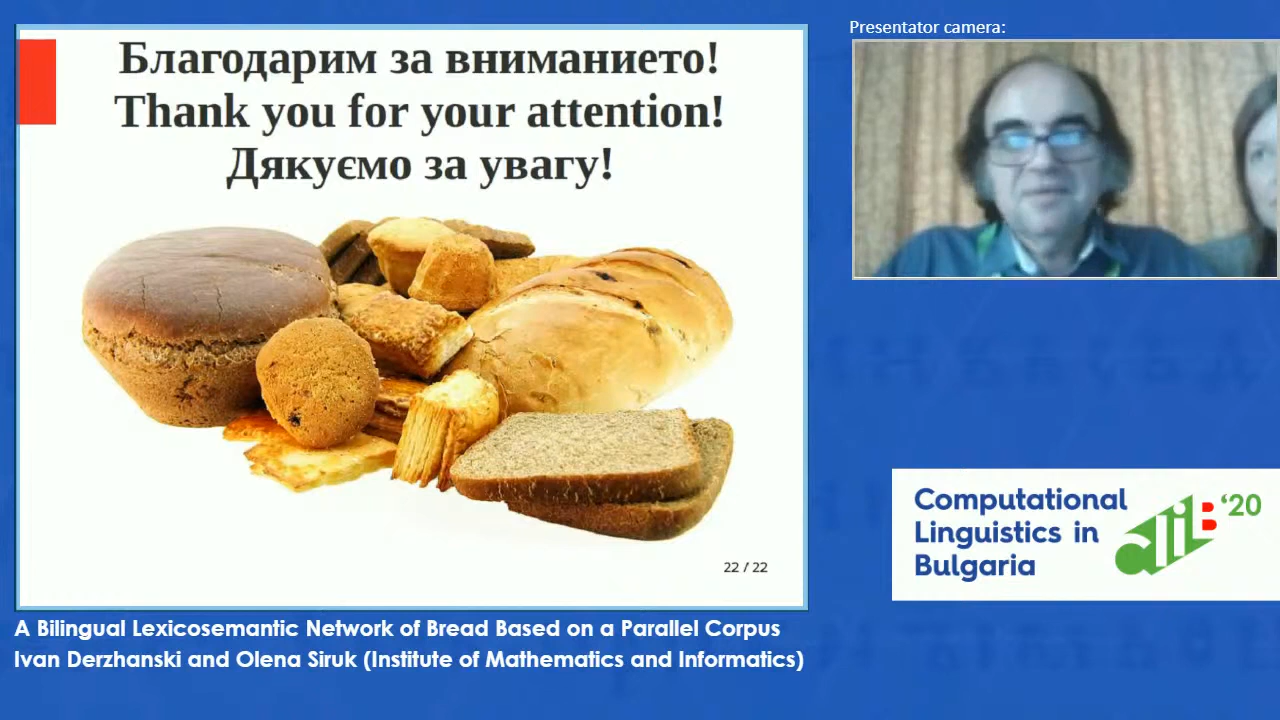 Благодарим за вниманието!
Thank you for your attention!
Дякуємо за увагу!
22 / 22
Presentator camera:
Computational
Linguistics in
Bulgaria
clib '20
A Bilingual Lexicosemantic Network of Bread Based on a Parallel Corpus
Ivan Derzhanski and Olena Siruk (Institute of Mathematics and Informatics)